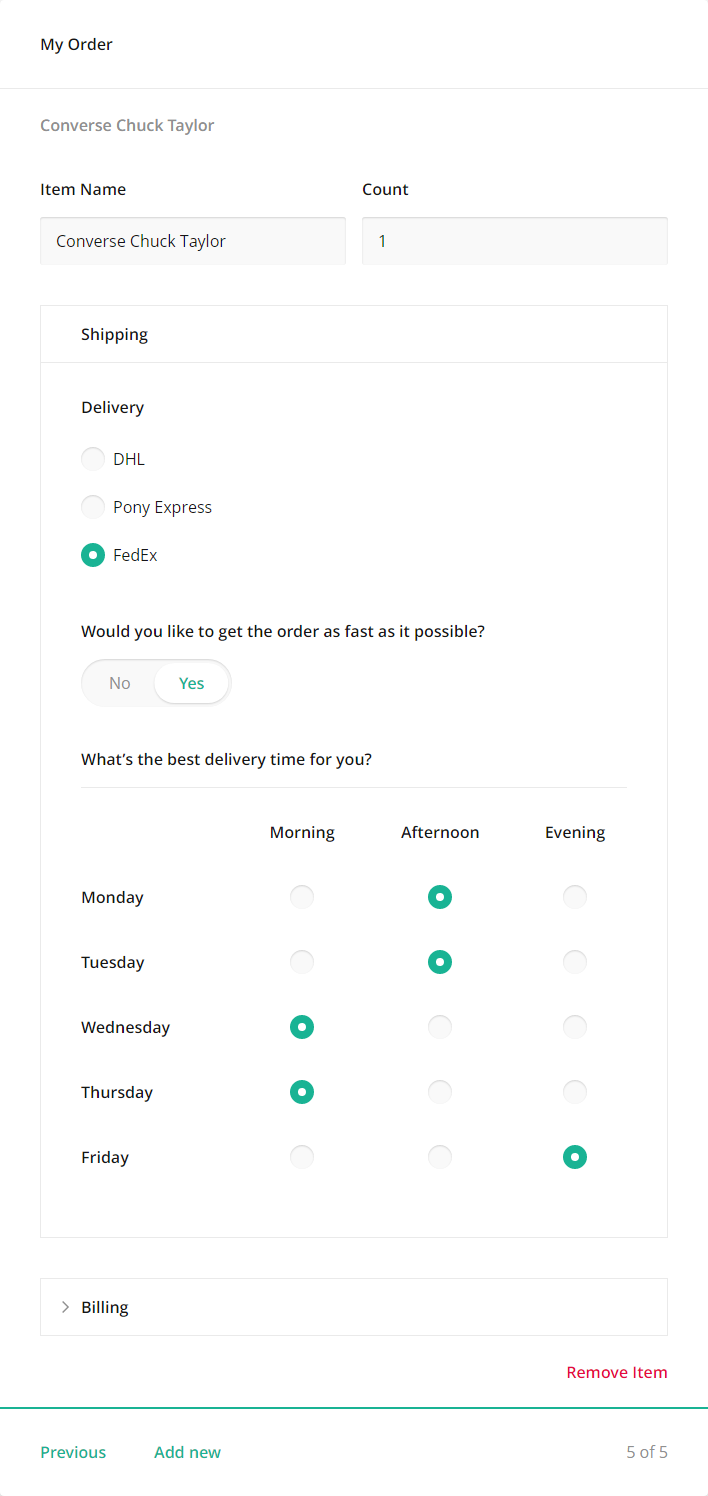 My Order
Converse Chuck Taylor
Item Name Count
Converse Chuck Taylor 1
Shipping
Delivery
DHL
Pony Express
FedEx
Would you like to get the order as fast as it possible?
No Yes
What’s the best delivery time for you?
Morning Afternoon Evening
Monday
Tuesday
Wednesday
Thursday
Friday
Billing
Remove Item
Previous Add new 5 of 5